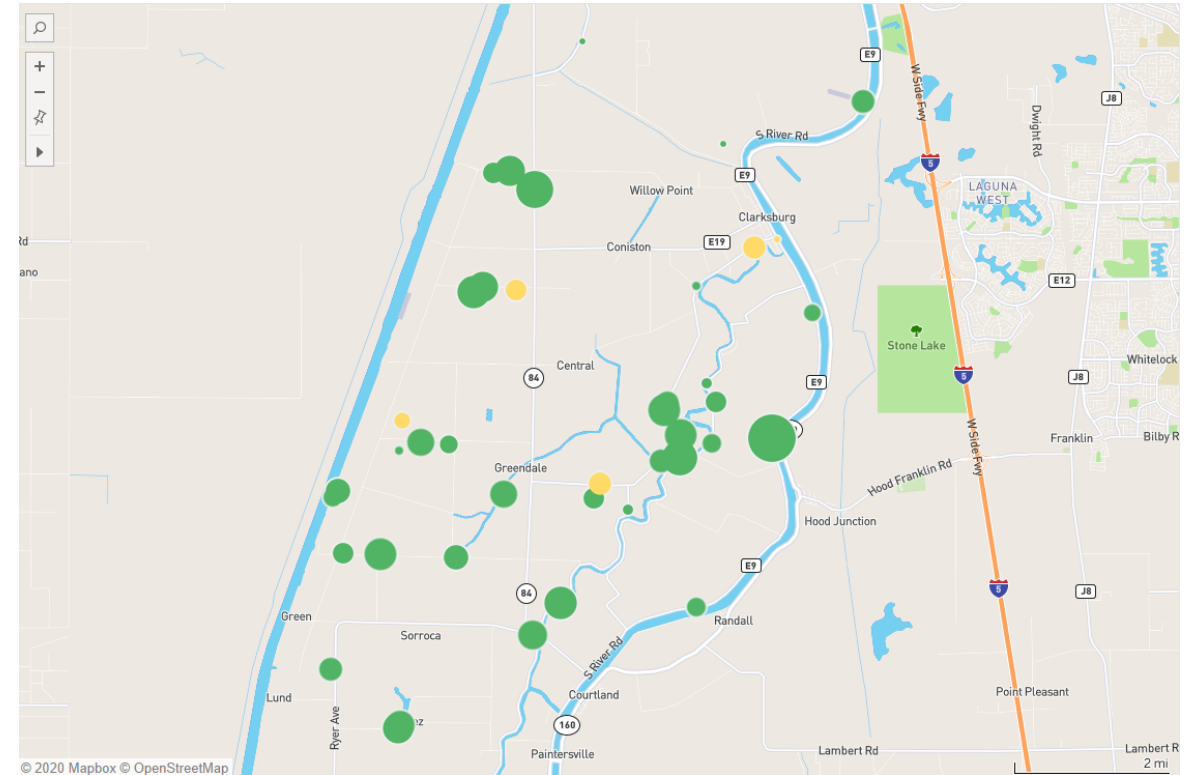 E9
J8
Dwight Rd
W Side Fwy
S River Rd
5
E9
Willow Point
LAGUNA
WEST
Clarksburg
Rd
E19
Coniston
ano
E12
Stone Lake
Whitelock
Central
84
5
J8
E9
Franklin
Bilby R
W Side Fwy
Greendale
Hood Franklin Rd
Hood Junction
E9
5
84
J8
Green
Randall
Sorroca
S River Rd
Lund
Courtland
Point Pleasant
Ryer Ave
ez
160
Paintersville
Lambert Rd
Lambert R
2 mi
© 2020 Mapbox © OpenStreetMap